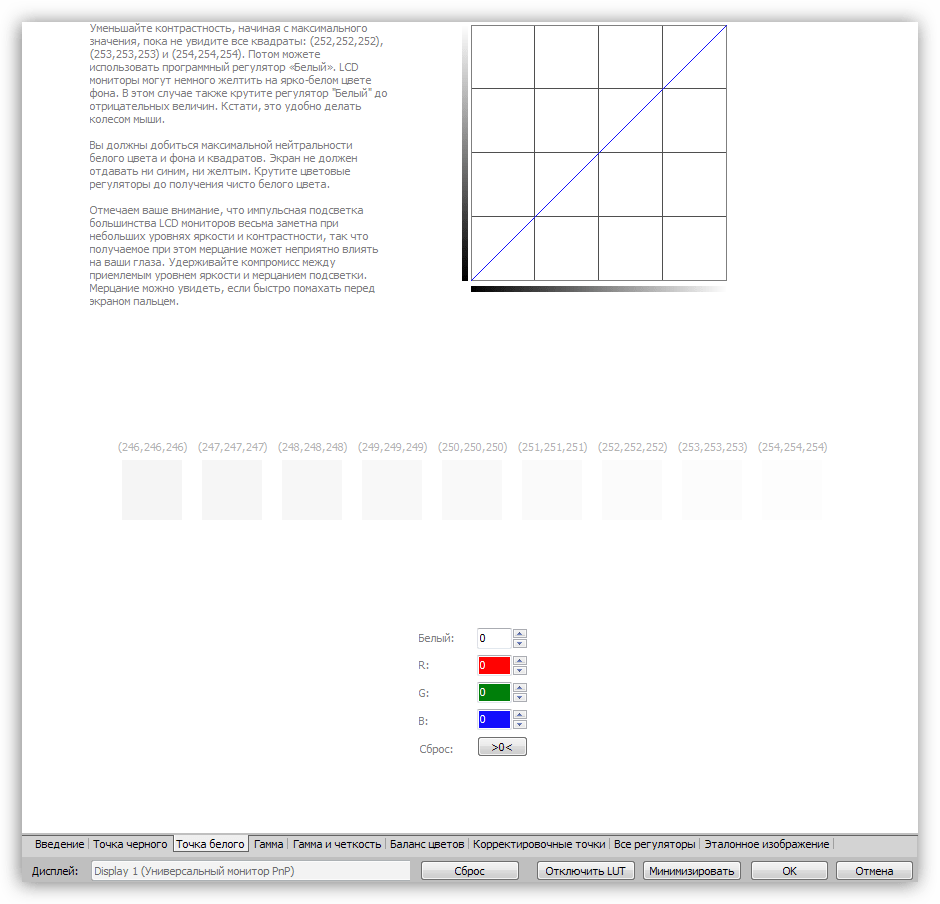 Уменьшайте контрастность, начиная с максимального
значения, пока не увидите все квадраты: (252,252,252),
(253,253,253) и (254,254,254). Потом можете
использовать программный регулятор «Белый». LCD
мониторы могут немного желтить на ярко-белом цвете
фона. В этом случае также крутите регулятор "Белый" до
отрицательных величин. Кстати, это удобно делать
колесом мыши.
Вы должны добиться максимальной нейтральности
белого цвета и фона и квадратов. Экран не должен
отдавать ни синим, ни желтым. Крутите цветовые
регуляторы до получения чисто белого цвета.
Отмечаем ваше внимание, что импульсная подсветка
большинства LCD мониторов весьма заметна при
небольших уровнях яркости и контрастности, так что
получаемое при этом мерцание может неприятно влиять
на ваши глаза. Удерживайте компромисс между
приемлемым уровнем яркости и мерцанием подсветки.
Мерцание можно увидеть, если быстро помахать перед
экраном пальцем.
(246,246,246) (247,247,247) (248,248,248) (249,249,249) (250,250,250) (251,251,251) (252,252,252) (253,253,253) (254,254,254)
Белый: 0
R: 0
G: 0
B: 0
Сброс: >0<
Введение Точка черного Точка белого Гамма Гамма и четкость Баланс цветов Корректировочные точки Все регуляторы Эталонное изображение
Дисплей: Display 1 (Универсальный монитор PnP) Сброс Отключить LUT Минимизировать OK Отмена